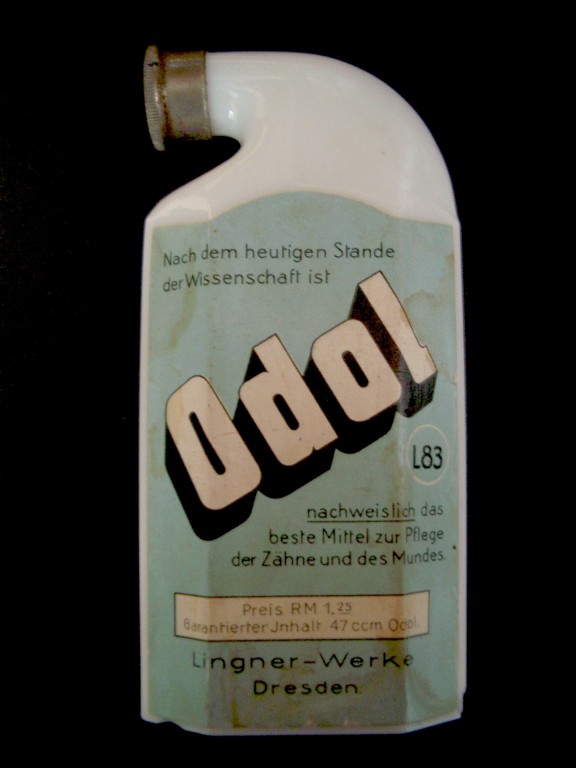 Nach dem heutigen Stande
der Wissenschaft ist
Odol
L83
nachweislich das
beste Mittel zur Pflege
der Zähne und des Mundes.
Preis RM 1,25
Garantierter Jnhalt 47 ccm Odol.
Lingner-Werke
Dresden